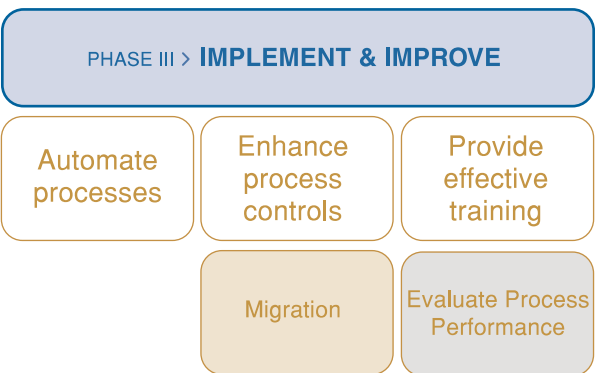 PHASE III > IMPLEMENT & IMPROVE
Automate
processes
Enhance
process
controls
Provide
effective
training
Migration
Evaluate Process
Performance